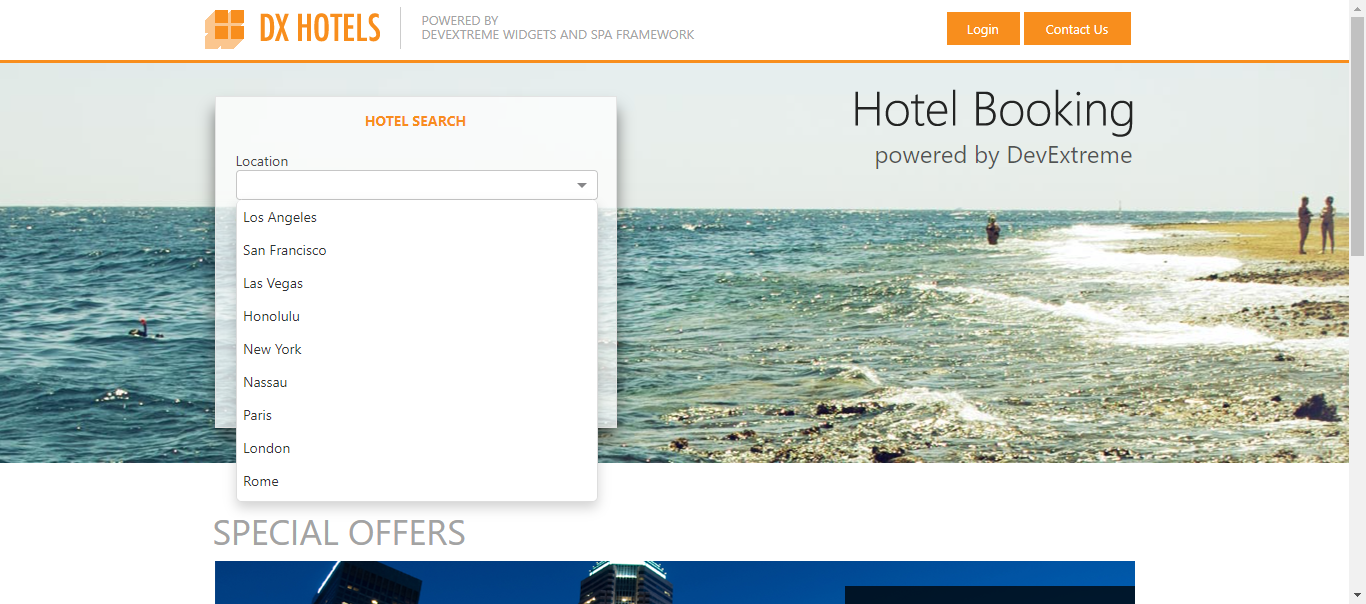 DX HOTELS
POWERED BY
DEVEXTREME WIDGETS AND SPA FRAMEWORK
Login
Contact Us
Hotel Booking
powered by DevExtreme
HOTEL SEARCH
Location
Los Angeles
San Francisco
Las Vegas
Honolulu
New York
Nassau
Paris
London
Rome
SPECIAL OFFERS